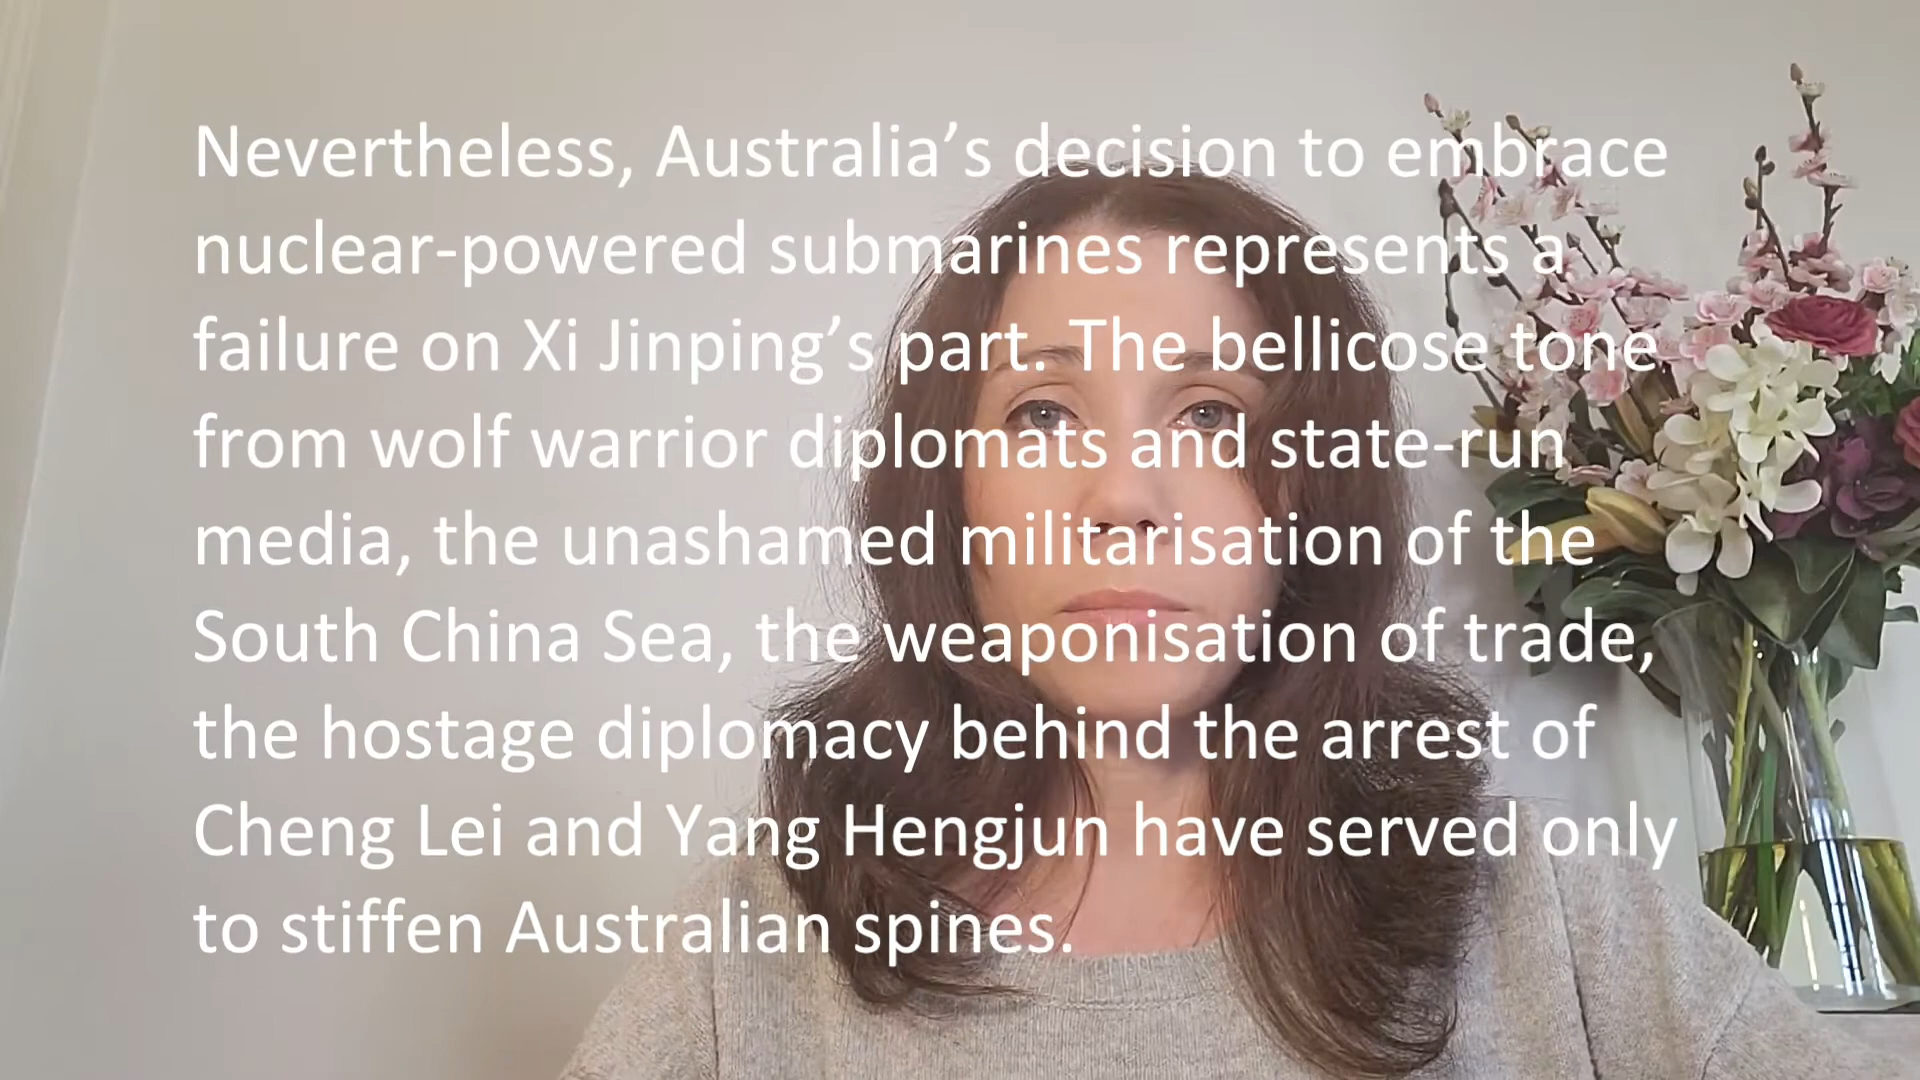 Nevertheless, Australia’s decision to embrace
nuclear-powered submarines represents a
failure on Xi Jinping’s part. The bellicose tone
from wolf warrior diplomats and state-run
media, the unashamed militarisation of the
South China Sea, the weaponisation of trade,
the hostage diplomacy behind the arrest of
Cheng Lei and Yang Hengjun have served only
to stiffen Australian spines.